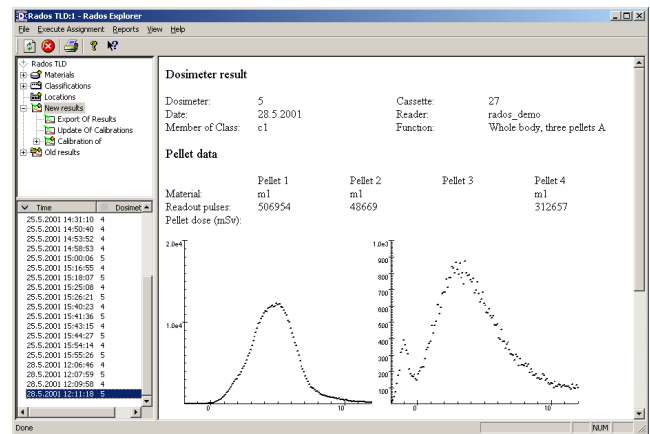 Rados TLD:1 - Rados Explorer
File Execute Assignment Reports View Help
Rados TLD
Materials
Classifications
Locations
New results
Export Of Results
Update Of Calibrations
Calibration of
Old results
Time Dosimet
25.5.2001 14:31:10 4
25.5.2001 14:50:40 4
25.5.2001 14:53:52 4
25.5.2001 14:58:53 4
25.5.2001 15:00:06 5
25.5.2001 15:16:55 4
25.5.2001 15:18:07 5
25.5.2001 15:25:08 4
25.5.2001 15:26:21 5
25.5.2001 15:40:23 4
25.5.2001 15:41:36 5
25.5.2001 15:43:15 4
25.5.2001 15:44:27 5
25.5.2001 15:54:14 4
25.5.2001 15:55:26 5
28.5.2001 12:06:46 4
28.5.2001 12:07:59 5
28.5.2001 12:09:58 4
28.5.2001 12:11:18 5
Dosimeter result
Dosimeter: 5 Cassette: 27
Date: 28.5.2001 Reader: rados_demo
Member of Class: c1 Function: Whole body, three pellets A
Pellet data
Pellet 1 Pellet 2 Pellet 3 Pellet 4
Material: m1 m1 m1
Readout pulses: 506954 48669 312657
Pellet dose (mSv):
2.0e4
1.0e4
0 10
1.0e3
900
800
700
600
500
400
300
200
100
0 10
Done NUM